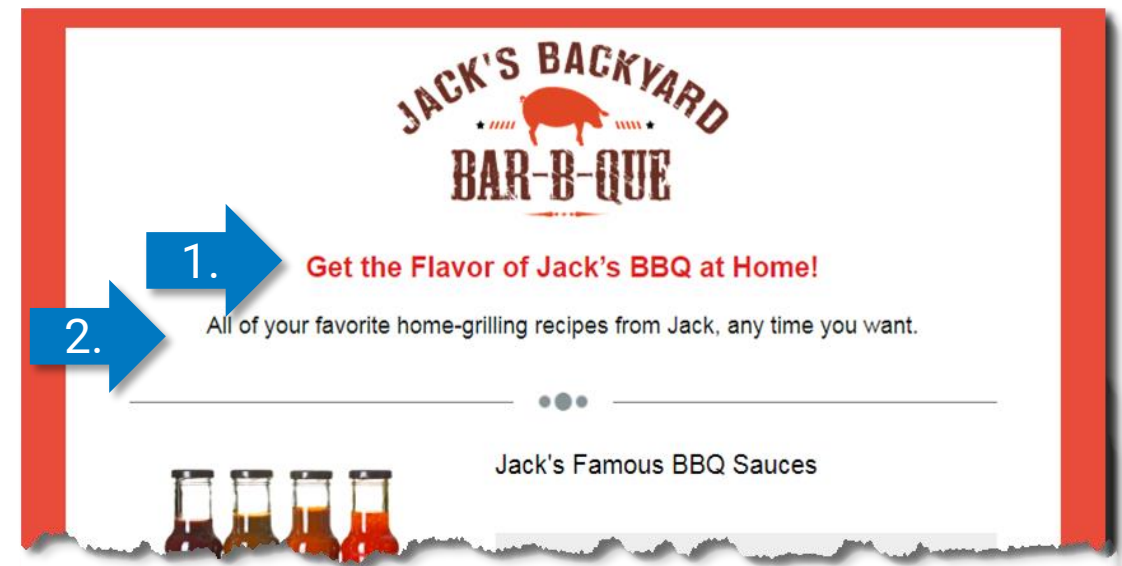 JACK'S BACKYARD
BAR-B-QUE
1.
Get the Flavor of Jack's BBQ at Home!
2.
All of your favorite home-grilling recipes from Jack, any time you want.
Jack's Famous BBQ Sauces